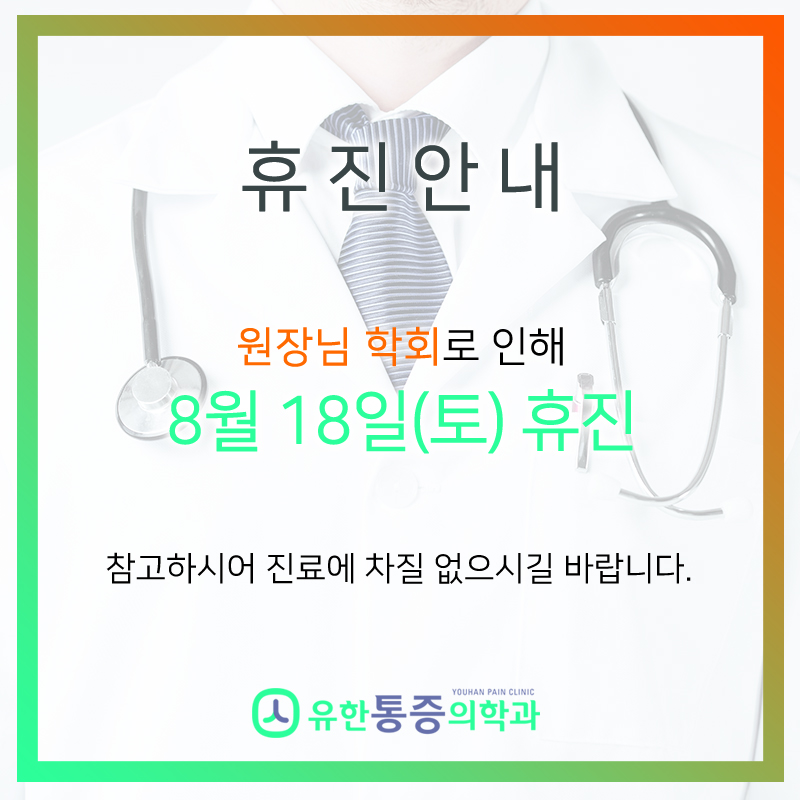 휴진안내
원장님 학회로 인해
8월 18일(토) 휴진
참고하시어 진료에 차질 없으시길 바랍니다.
YOUHAN PAIN CLINIC
유한통증의학과